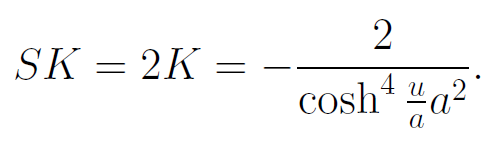 $SK = 2K = -\frac{2}{\cosh^4 \frac{u}{a} a^2}.$